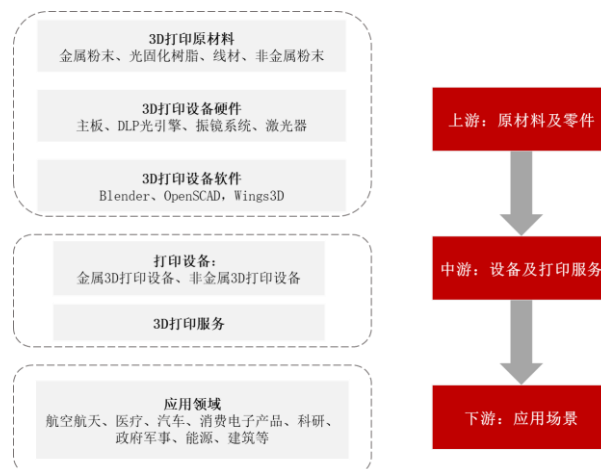 3D打印原材料
金属粉末、光固化树脂、线材、非金属粉末
3D打印设备硬件
主板、DLP光引擎、振镜系统、激光器
3D打印设备软件
Blender、OpenSCAD，Wings3D
打印设备：
金属3D打印设备、非金属3D打印设备
3D打印服务
应用领域
航空航天、医疗、汽车、消费电子产品、科研、
政府军事、能源、建筑等
上游：原材料及零件
中游：设备及打印服务
下游：应用场景